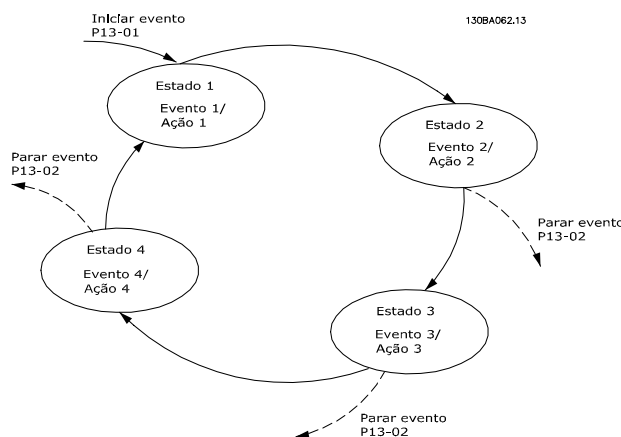 Iniciar evento
P13-01
130BA062.13
Estado 1
Evento 1/
Ação 1
Estado 2
Evento 2/
Ação 2
Parar evento
P13-02
Parar evento
P13-02
Estado 4
Evento 4/
Ação 4
Estado 3
Evento 3/
Ação 3
Parar evento
P13-02